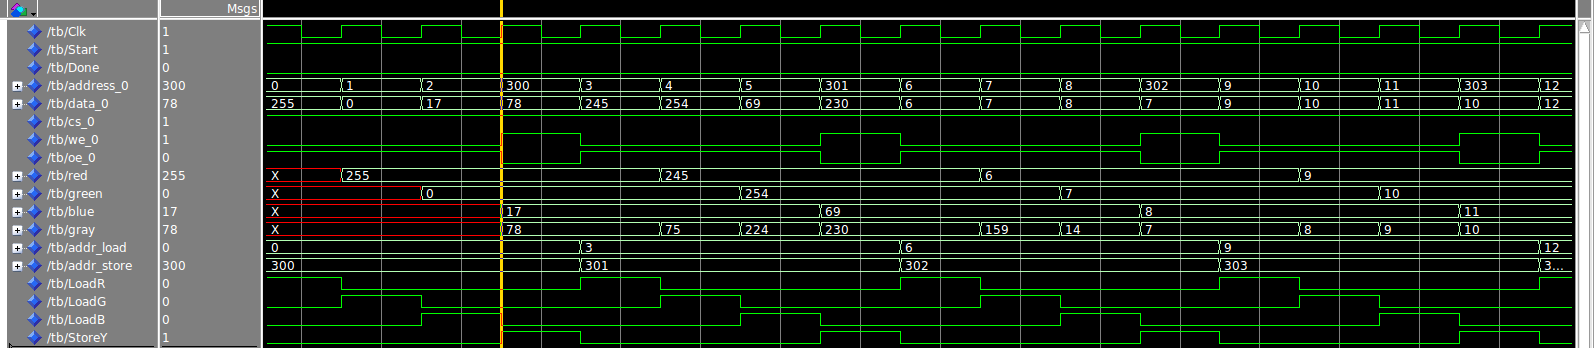 Msgs
/tb/Clk 1
/tb/Start 1
/tb/Done 0
/tb/address_0 300 0 1 2 300 3 4 5 301 6 7 8 302 9 10 11 303 12
/tb/data_0 78 255 0 17 78 245 254 69 230 6 7 8 7 9 10 11 10 12
/tb/cs_0 1
/tb/we_0 1
/tb/oe_0 0
/tb/red 255 X 255 245 6 9
/tb/green 0 X 0 254 7 10
/tb/blue 17 X 17 69 8 11
/tb/gray 78 X 78 75 224 230 159 14 7 8 9 10
/tb/addr_load 0 0 3 6 9 12
/tb/addr_store 300 300 301 302 303 3...
/tb/LoadR 0
/tb/LoadG 0
/tb/LoadB 0
/tb/StoreY 1